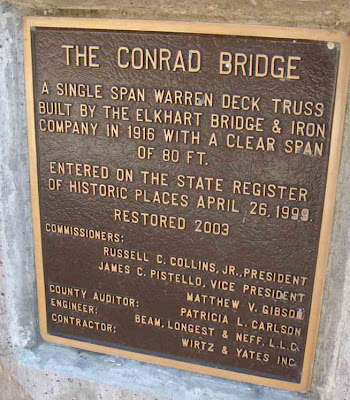 THE CONRAD BRIDGE
A SINGLE SPAN WARREN DECK TRUSS
BUILT BY THE ELKHART BRIDGE & IRON
COMPANY IN 1916 WITH A CLEAR SPAN
OF 80 FT.
ENTERED ON THE STATE REGISTER
OF HISTORIC PLACES APRIL 26, 1999.
RESTORED 2003
COMMISSIONERS:
RUSSELL C. COLLINS, JR., PRESIDENT
JAMES C. PISTELLO, VICE PRESIDENT
MATTHEW V. GIBSON
COUNTY AUDITOR: PATRICIA L. CARLSON
ENGINEER: BEAM, LONGEST & NEFF, L.L.C.
CONTRACTOR: WIRTZ & YATES INC.